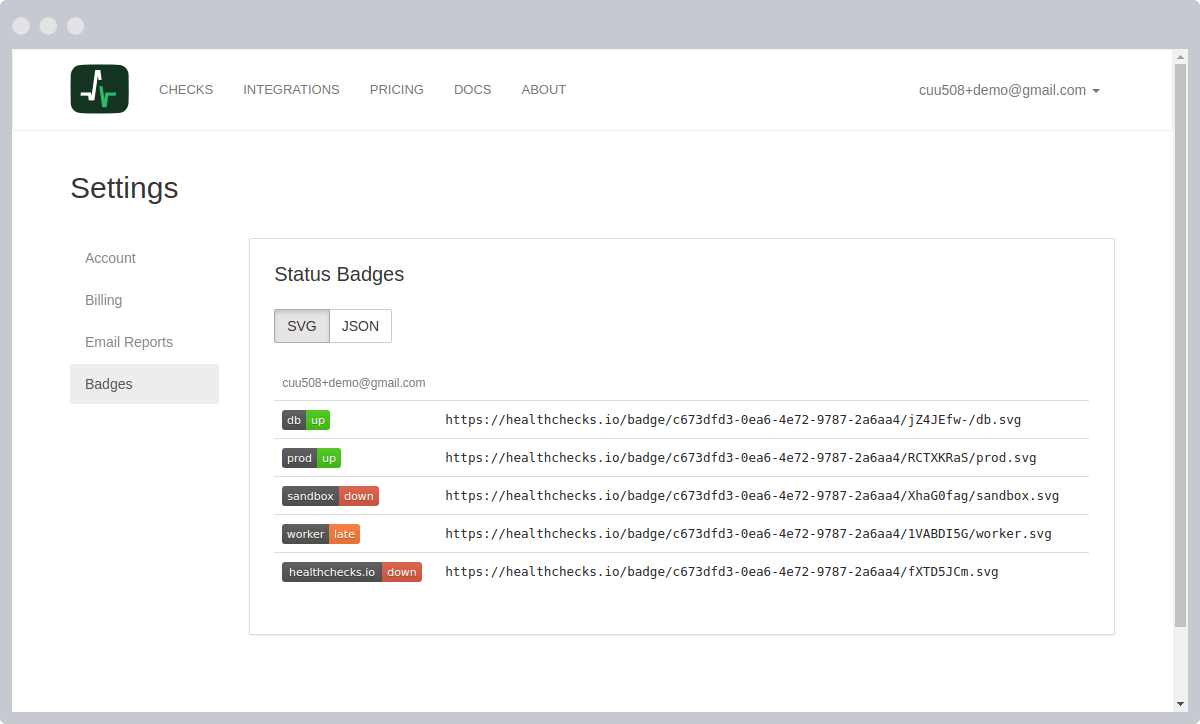 CHECKS INTEGRATIONS PRICING DOCS ABOUT cuu508+demo@gmail.com
Settings
Account
Billing
Email Reports
Badges
Status Badges
SVG JSON
cuu508+demo@gmail.com
db up https://healthchecks.io/badge/c673dfd3-0ea6-4e72-9787-2a6aa4/jZ4JEfw-/db.svg
prod up https://healthchecks.io/badge/c673dfd3-0ea6-4e72-9787-2a6aa4/RCTXKRaS/prod.svg
sandbox down https://healthchecks.io/badge/c673dfd3-0ea6-4e72-9787-2a6aa4/XhaG0fag/sandbox.svg
worker late https://healthchecks.io/badge/c673dfd3-0ea6-4e72-9787-2a6aa4/1VABDI5G/worker.svg
healthchecks.io down https://healthchecks.io/badge/c673dfd3-0ea6-4e72-9787-2a6aa4/fXTD5JCm.svg